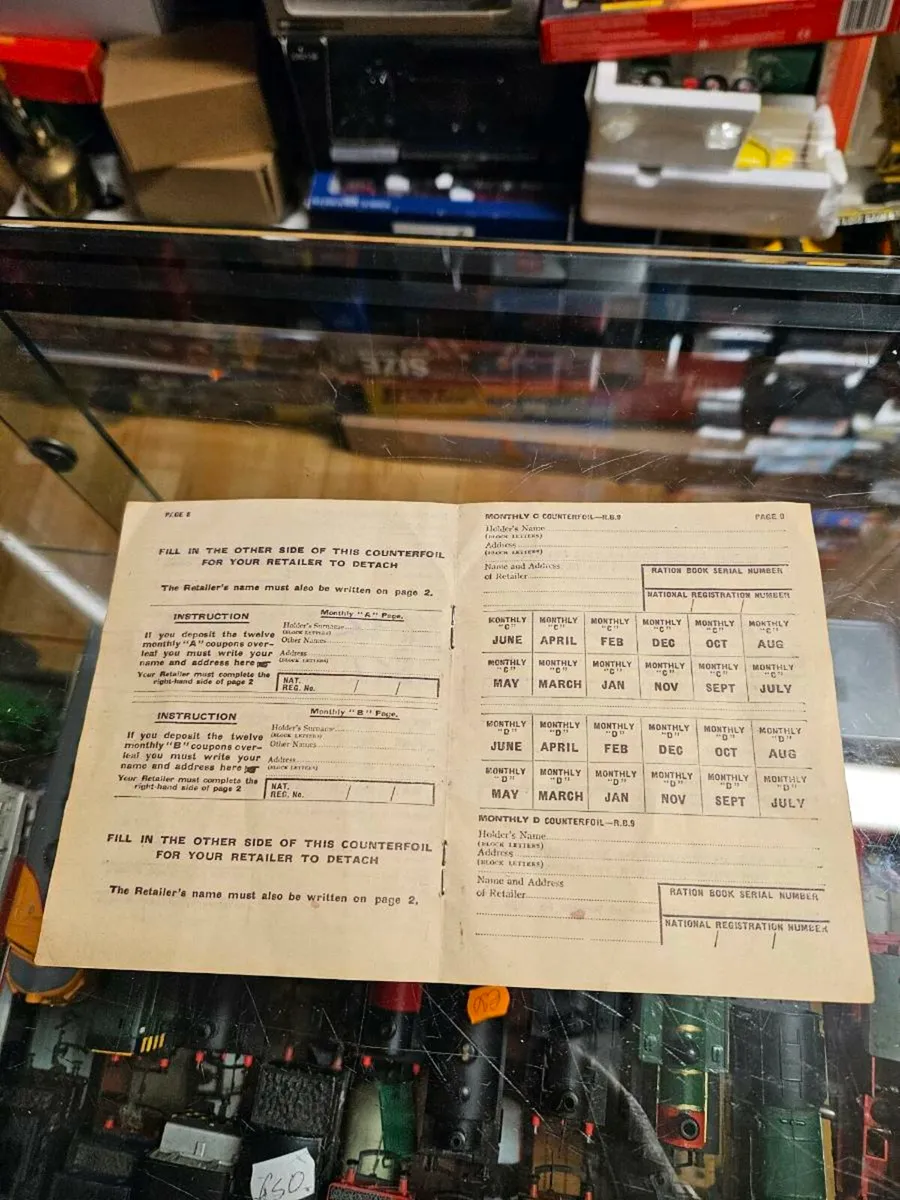 SIZE
PAGE 8
FILL IN THE OTHER SIDE OF THIS COUNTERFOIL
FOR YOUR RETAILER TO DETACH
The Retailer's name must also be written on page 2.
INSTRUCTION
If you deposit the twelve
monthly "A" coupons over-
leaf you must write your
name and address here
Your Retailer must complete the
right-hand side of page 2
Monthly "A" Page.
Holder's Surname
(BLOCK LETTERS)
Other Names
Address
(BLOCK LETTERS)
NAT.
REG. No. / /
INSTRUCTION
If you deposit the twelve
monthly "B" coupons over-
leaf you must write your
name and address here
Your Retailer must complete the
right-hand side of page 2
Monthly "B" Page.
Holder's Surname
(BLOCK LETTERS)
Other Names
Address
(BLOCK LETTERS)
NAT.
REG. No. / /
FILL IN THE OTHER SIDE OF THIS COUNTERFOIL
FOR YOUR RETAILER TO DETACH
The Retailer's name must also be written on page 2.
MONTHLY C COUNTERFOIL—R.B.9 PAGE 9
Holder's Name
(BLOCK LETTERS)
Address
(BLOCK LETTERS)
Name and Address
of Retailer
RATION BOOK SERIAL NUMBER
NATIONAL REGISTRATION NUMBER
/ /
MONTHLY MONTHLY MONTHLY MONTHLY MONTHLY MONTHLY
"C" "C" "C" "C" "C" "C"
JUNE APRIL FEB DEC OCT AUG
MONTHLY MONTHLY MONTHLY MONTHLY MONTHLY MONTHLY
"C" "C" "C" "C" "C" "C"
MAY MARCH JAN NOV SEPT JULY
MONTHLY MONTHLY MONTHLY MONTHLY MONTHLY MONTHLY
"D" "D" "D" "D" "D" "D"
JUNE APRIL FEB DEC OCT AUG
MONTHLY MONTHLY MONTHLY MONTHLY MONTHLY MONTHLY
"D" "D" "D" "D" "D" "D"
MAY MARCH JAN NOV SEPT JULY
MONTHLY D COUNTERFOIL—R.B.9
Holder's Name
(BLOCK LETTERS)
Address
(BLOCK LETTERS)
Name and Address
of Retailer
RATION BOOK SERIAL NUMBER
NATIONAL REGISTRATION NUMBER
/ /
£50
£50.